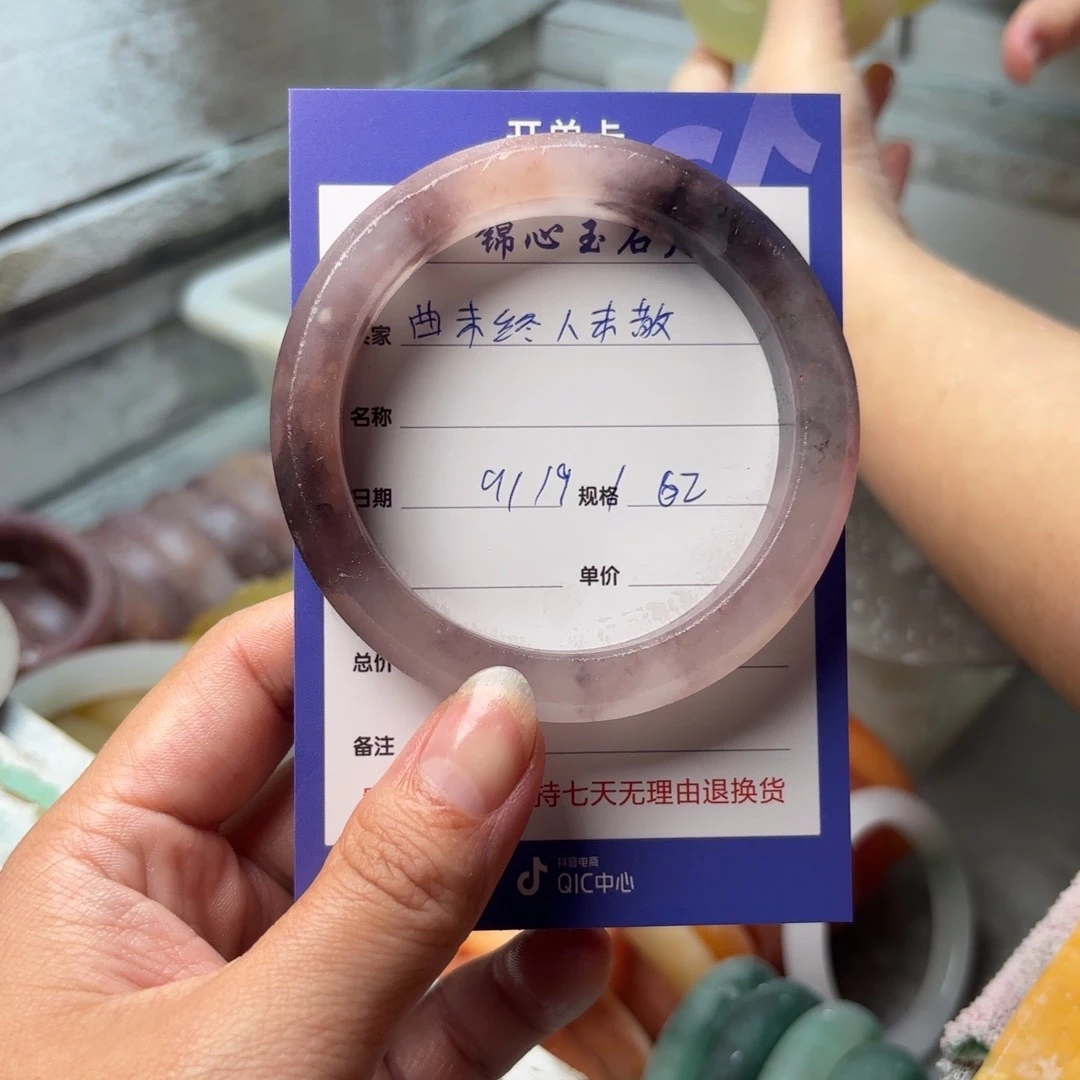 开单卡
锦心玉石
家 曲未终人未散
名称
日期 9/19 规格 62
单价
总价
备注
持七天无理由退换货
抖音电商
QIC中心